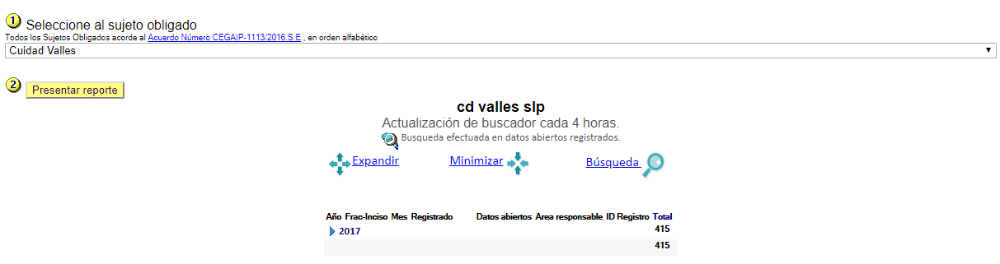 1 Seleccione al sujeto obligado
Todos los Sujetos Obligados acorde al Acuerdo Número CEGAIP-1113/2016.S.E., en orden alfabético
Cuidad Valles
2 Presentar reporte
cd valles slp
Actualización de buscador cada 4 horas.
Busqueda efectuada en datos abiertos registrados.
Expandir Minimizar Búsqueda
Año Frac-Inciso Mes Registrado Datos abiertos Area responsable ID Registro Total
2017 415
415